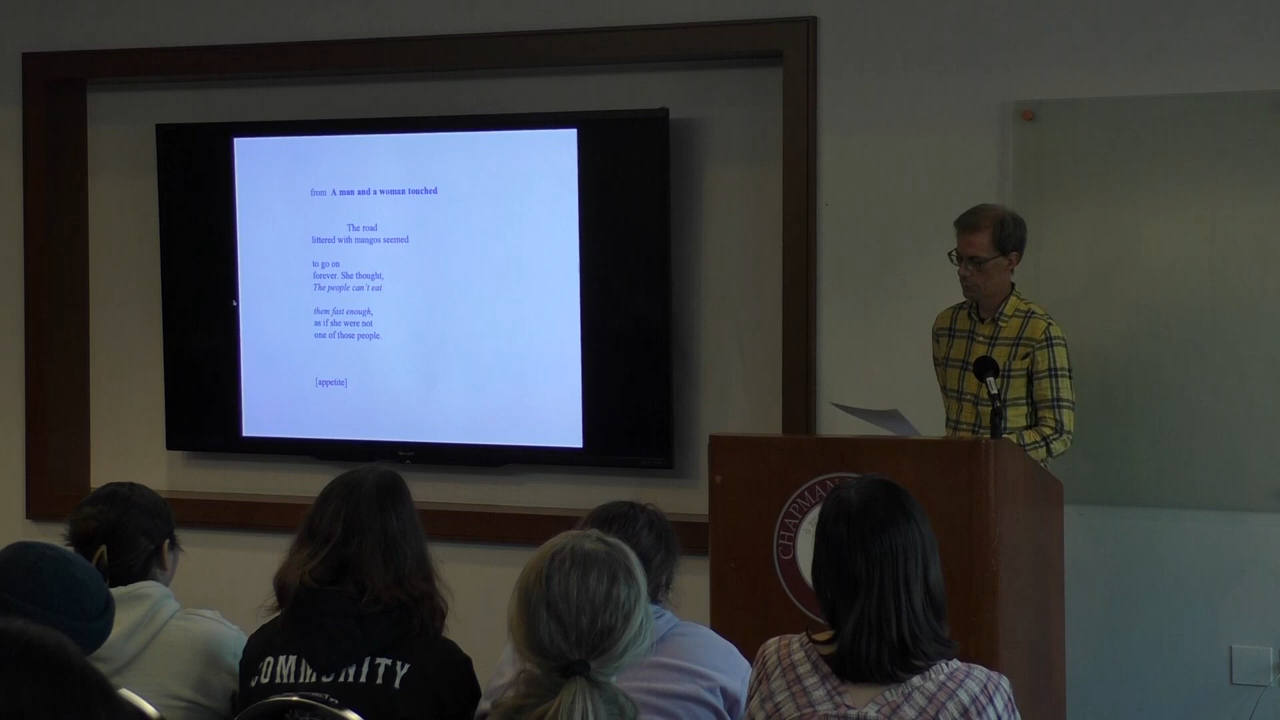 from A man and a woman touched
The road
littered with mangos seemed
to go on
forever. She thought,
The people can't eat
them fast enough,
as if she were not
one of those people.
[appetite]
CHAPMAN
COMMUNITY